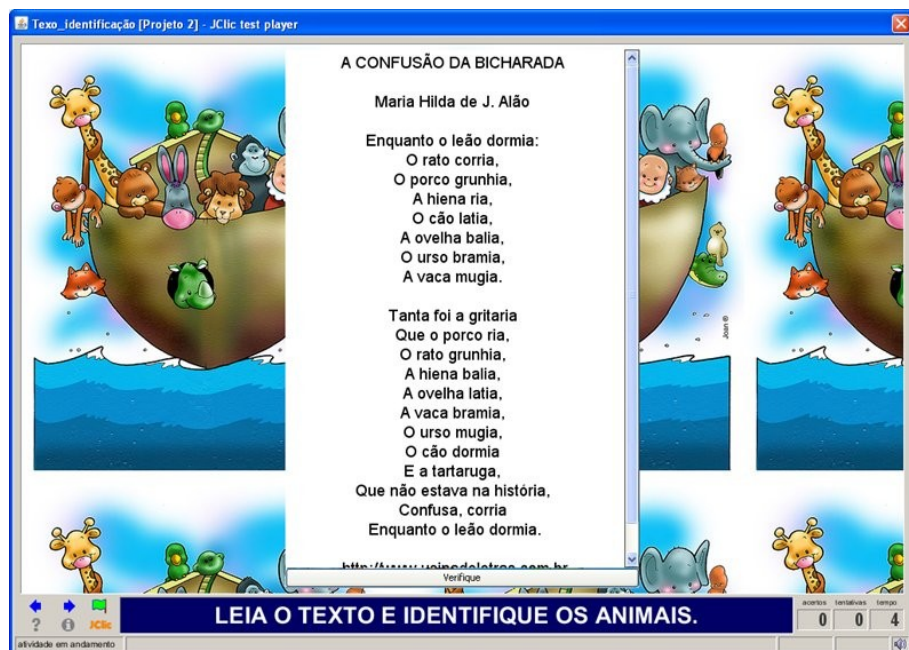 Texo_identificação [Projeto 2] - JClic test player
A CONFUSÃO DA BICHARADA
Maria Hilda de J. Alão
Enquanto o leão dormia:
O rato corria,
O porco grunhia,
A hiena ria,
O cão latia,
A ovelha balia,
O urso bramia,
A vaca mugia.
Tanta foi a gritaria
Que o porco ria,
O rato grunhia,
A hiena balia,
A ovelha latia,
A vaca bramia,
O urso mugia,
O cão dormia
E a tartaruga,
Que não estava na história,
Confusa, corria
Enquanto o leão dormia.
Verifique
Joan ®
LEIA O TEXTO E IDENTIFIQUE OS ANIMAIS.
acertos tentativas tempo
0 0 4
? i JClic
atividade em andamento